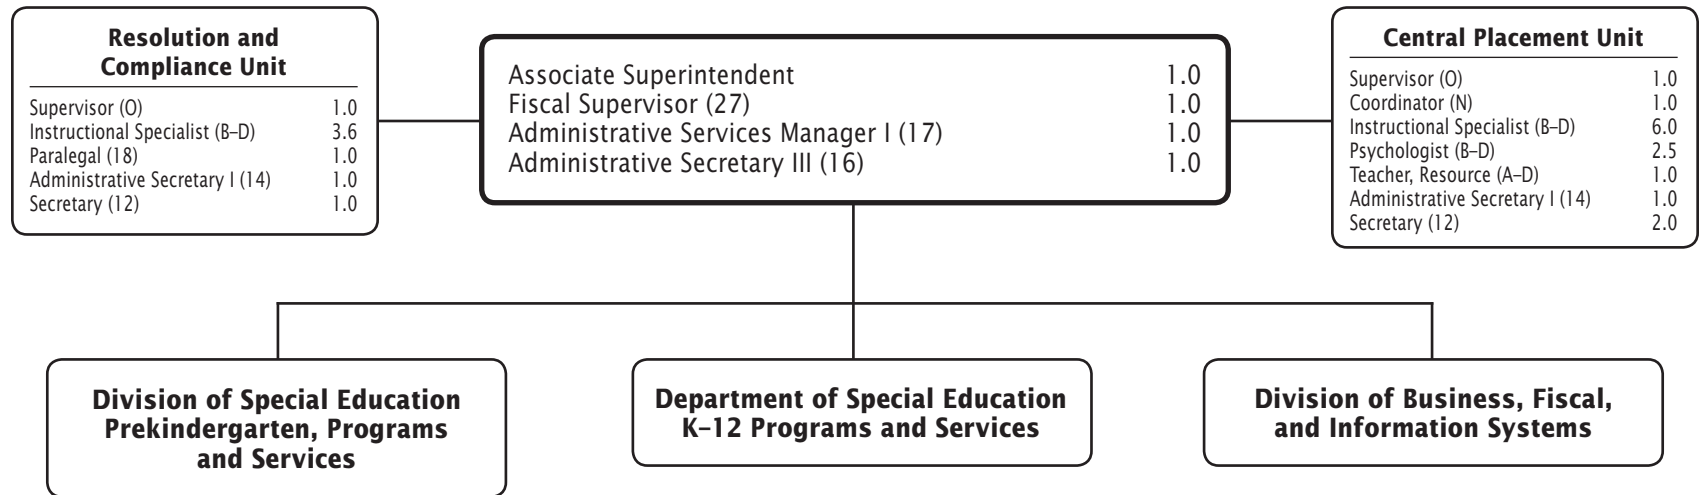 Resolution and
Compliance Unit
Supervisor (O) 1.0
Instructional Specialist (B–D) 3.6
Paralegal (18) 1.0
Administrative Secretary I (14) 1.0
Secretary (12) 1.0
Associate Superintendent 1.0
Fiscal Supervisor (27) 1.0
Administrative Services Manager I (17) 1.0
Administrative Secretary III (16) 1.0
Central Placement Unit
Supervisor (O) 1.0
Coordinator (N) 1.0
Instructional Specialist (B–D) 6.0
Psychologist (B–D) 2.5
Teacher, Resource (A–D) 1.0
Administrative Secretary I (14) 1.0
Secretary (12) 2.0
Division of Special Education
Prekindergarten, Programs
and Services
Department of Special Education
K–12 Programs and Services
Division of Business, Fiscal,
and Information Systems